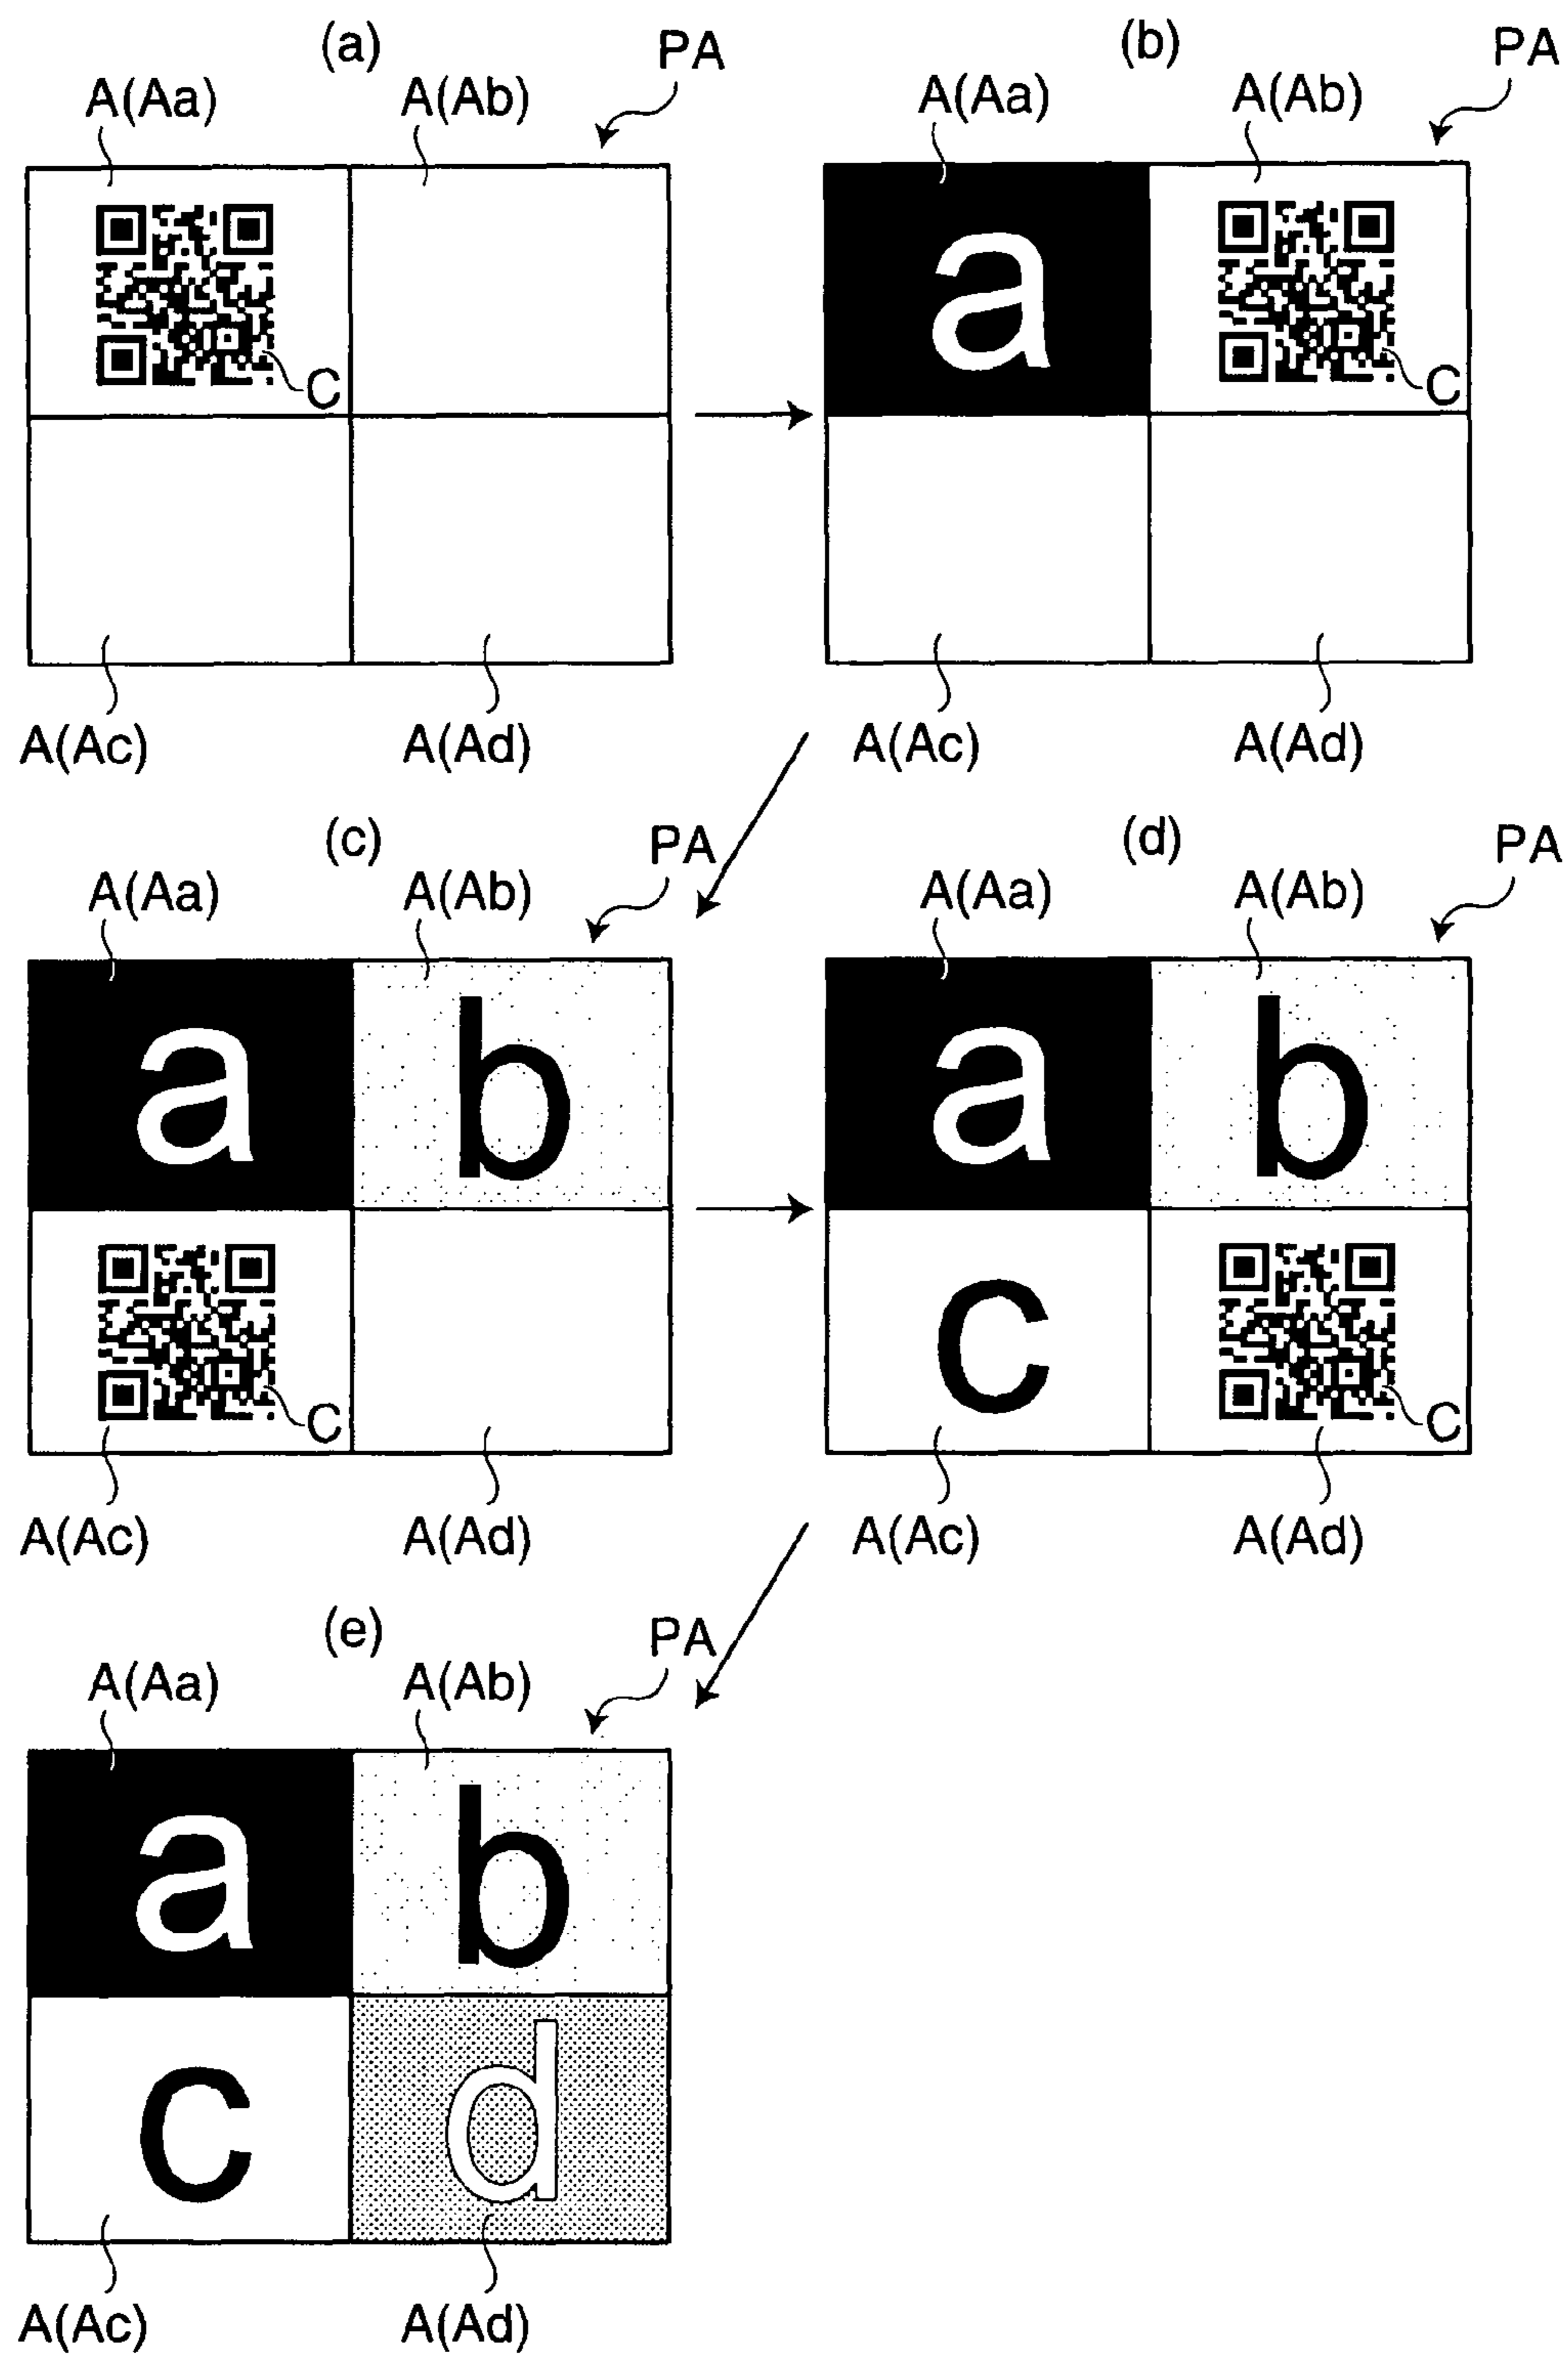 (a) PA (b) PA
A(Aa) A(Ab) A(Aa) A(Ab)
a
C C
A(Ac) A(Ad) A(Ac) A(Ad)
(c) PA (d) PA
A(Aa) A(Ab) A(Aa) A(Ab)
a b a b
c
C C
A(Ac) A(Ad) A(Ac) A(Ad)
(e) PA
A(Aa) A(Ab)
a b
c d
A(Ac) A(Ad)